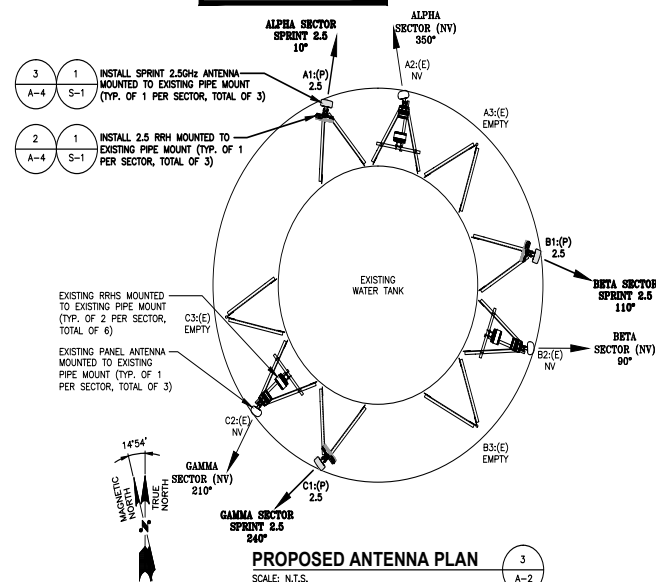 ALPHA SECTOR
SPRINT 2.5
10°
ALPHA
SECTOR (NV)
350°
A1:(P)
2.5
A2:(E)
NV
A3:(E)
EMPTY
3
A-4
1
S-1
INSTALL SPRINT 2.5GHz ANTENNA
MOUNTED TO EXISTING PIPE MOUNT
(TYP. OF 1 PER SECTOR, TOTAL OF 3)
2
A-4
1
S-1
INSTALL 2.5 RRH MOUNTED TO
EXISTING PIPE MOUNT (TYP. OF 1
PER SECTOR, TOTAL OF 3)
B1:(P)
2.5
EXISTING
WATER TANK
BETA SECTOR
SPRINT 2.5
110°
EXISTING RRHS MOUNTED
TO EXISTING PIPE MOUNT
(TYP. OF 2 PER SECTOR,
TOTAL OF 6)
C3:(E)
EMPTY
BETA
SECTOR (NV)
90°
B2:(E)
NV
EXISTING PANEL ANTENNA
MOUNTED TO EXISTING
PIPE MOUNT (TYP. OF 1
PER SECTOR, TOTAL OF 3)
C2:(E)
NV
B3:(E)
EMPTY
14°54'
MAGNETIC
NORTH
TRUE
NORTH
N
GAMMA
SECTOR (NV)
210°
C1:(P)
2.5
GAMMA SECTOR
SPRINT 2.5
240°
PROPOSED ANTENNA PLAN
SCALE: N.T.S.
3
A-2